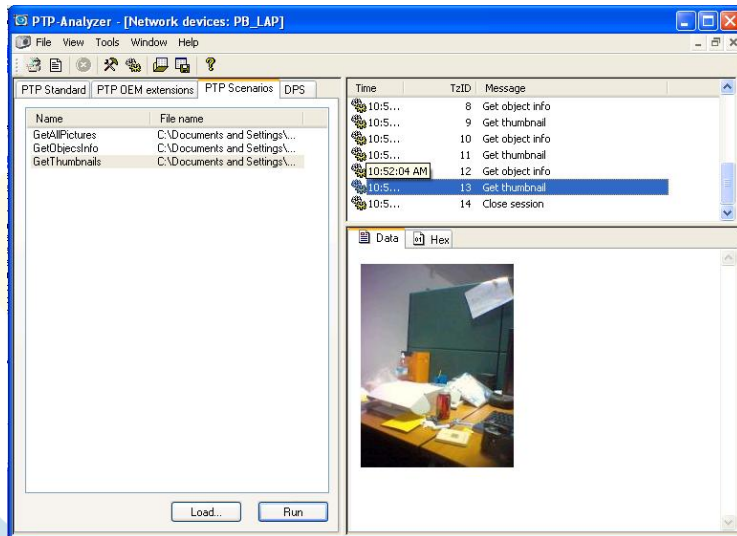 PTP-Analyzer - [Network devices: PB_LAP]
File View Tools Window Help
PTP Standard PTP OEM extensions PTP Scenarios DPS
Name File name
GetAllPictures C:\Documents and Settings\...
GetObjecsInfo C:\Documents and Settings\...
GetThumbnails C:\Documents and Settings\...
Load... Run
Time TzID Message
10:5... 8 Get object info
10:5... 9 Get thumbnail
10:5... 10 Get object info
10:5... 11 Get thumbnail
10:52:04 AM 12 Get object info
10:5... 13 Get thumbnail
10:5... 14 Close session
Data Hex